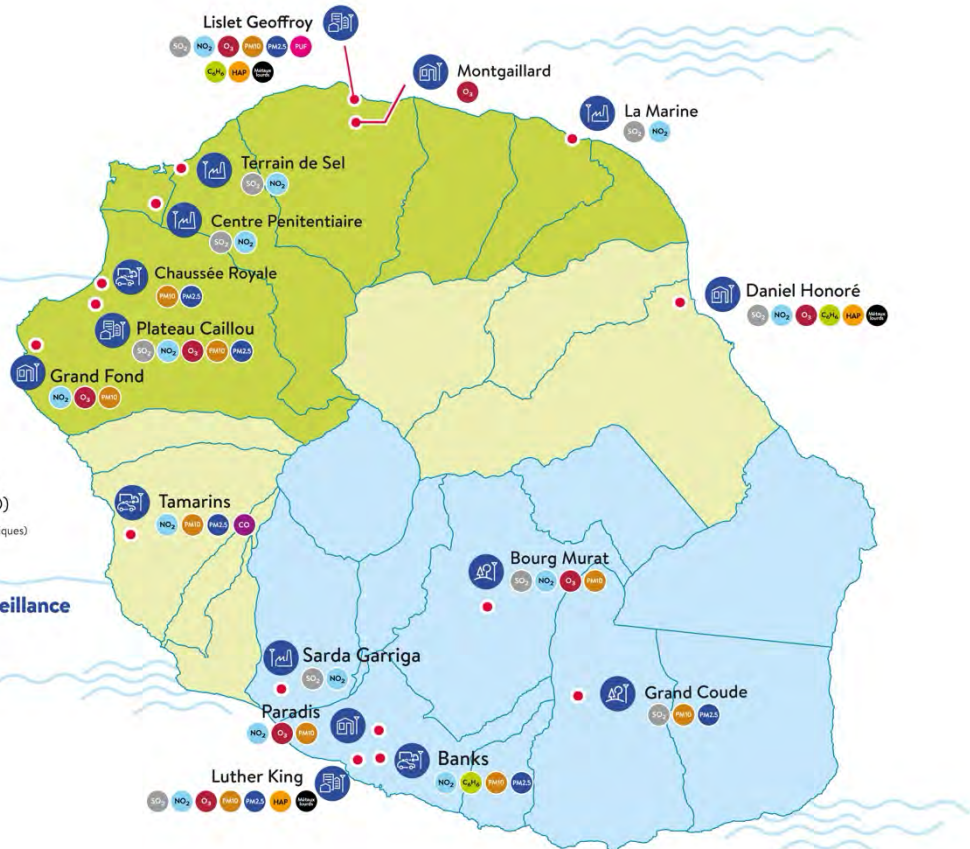 Lislet Geoffroy
SO2 NO2 O3 PM10 PM2,5 PUF
C6H6 HAP Métaux lourds
Montgaillard
O3
La Marine
SO2 NO2
Terrain de Sel
SO2 NO2
Centre Penitentiaire
SO2 NO2
Chaussée Royale
PM10 PM2.5
Daniel Honoré
SO2 NO2 O3 C6H6 HAP Métaux lourds
Plateau Caillou
SO2 NO2 O3 PM10 PM2,5
Grand Fond
NO2 O3 PM10
Tamarins
NO2 PM10 PM2,5 CO
ques)
eillance
Bourg Murat
SO2 NO2 O3 PM10
Sarda Garriga
SO2 NO2
Grand Coude
SO2 PM10 PM2,5
Paradis
NO2 O3 PM10
Banks
NO2 C6H6 PM10 PM2,5
Luther King
SO2 NO2 O3 PM10 PM2,5 HAP Métaux lourds